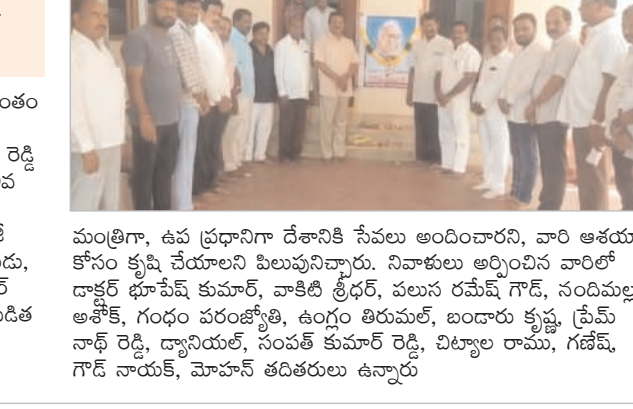 ంతం
రెడ్డి
వ
జీ
డు,
ర్
డిత
మంత్రిగా, ఉప ప్రధానిగా దేశానికి సేవలు అందించారని, వారి ఆశయా
కోసం కృషి చేయాలని పిలుపునిచ్చారు. నివాళులు అర్పించిన వారిలో
డాక్టర్ భూపేష్ కుమార్, వాకిటి శ్రీధర్, పలుస రమేష్ గౌడ్, నందిమల్ల
అశోక్, గంధం పరంజ్యోతి, ఉంగ్లం తిరుమల్, బండారు కృష్ణ, ప్రేమ్
నాథ్ రెడ్డి, డ్యానియల్, సంపత్ కుమార్ రెడ్డి, చిట్యాల రాము, గణేష్,
గౌడ్ నాయక్, మోహన్ తదితరులు ఉన్నారు